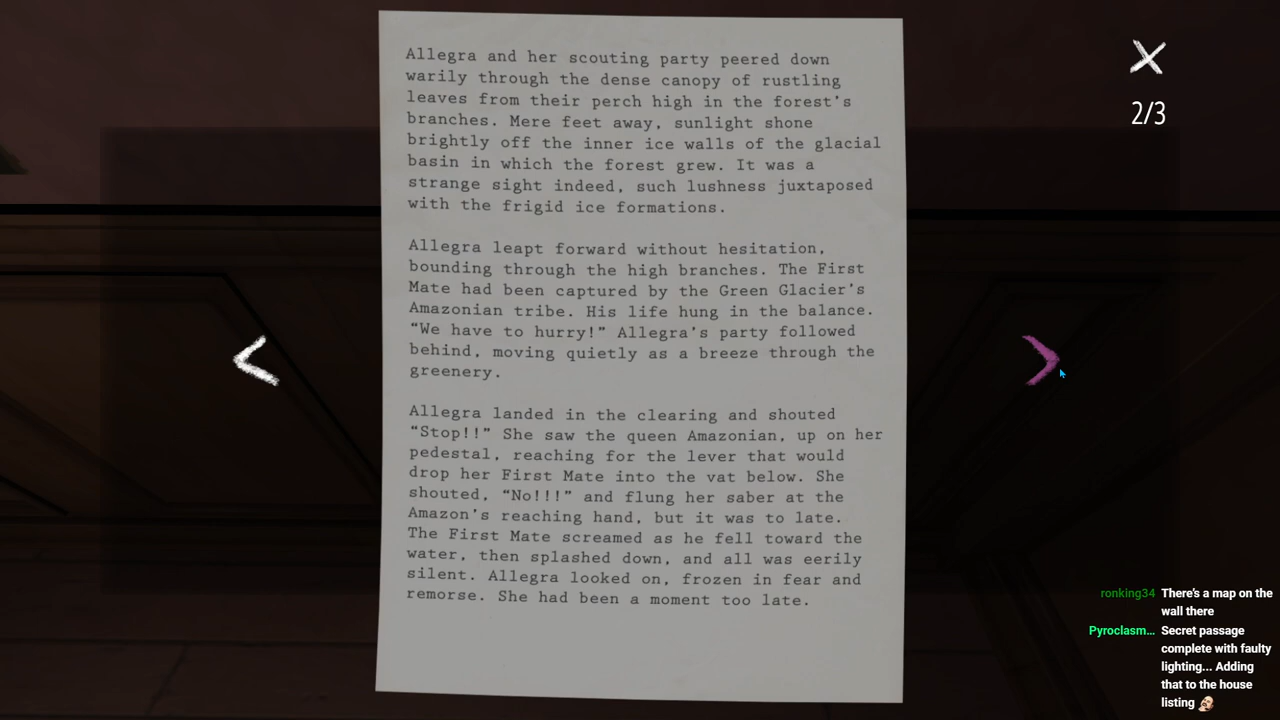 Allegra and her scouting party peered down
warily through the dense canopy of rustling
leaves from their perch high in the forest's
branches. Mere feet away, sunlight shone
brightly off the inner ice walls of the glacial
basin in which the forest grew. It was a
strange sight indeed, such lushness juxtaposed
with the frigid ice formations.
Allegra leapt forward without hesitation,
bounding through the high branches. The First
Mate had been captured by the Green Glacier's
Amazonian tribe. His life hung in the balance.
“We have to hurry!” Allegra's party followed
behind, moving quietly as a breeze through the
greenery.
Allegra landed in the clearing and shouted
“Stop!!” She saw the queen Amazonian, up on her
pedestal, reaching for the lever that would
drop her First Mate into the vat below. She
shouted, “No!!!” and flung her saber at the
Amazon's reaching hand, but it was to late.
The First Mate screamed as he fell toward the
water, then splashed down, and all was eerily
silent. Allegra looked on, frozen in fear and
remorse. She had been a moment too late.
2/3
ronking34 There's a map on the
wall there
Pyroclasm... Secret passage
complete with faulty
lighting... Adding
that to the house
listing